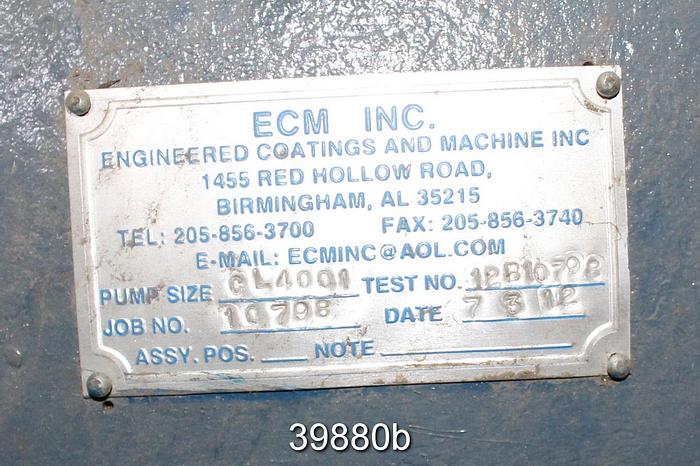 ECM INC.
ENGINEERED COATINGS AND MACHINE INC
1455 RED HOLLOW ROAD,
BIRMINGHAM, AL 35215
TEL: 205-856-3700 FAX: 205-856-3740
E-MAIL: ECMINC@AOL.COM
PUMP SIZE CL4001 TEST NO.
JOB NO. 10798 DATE 7 3 12
ASSY. POS. NOTE
39880b